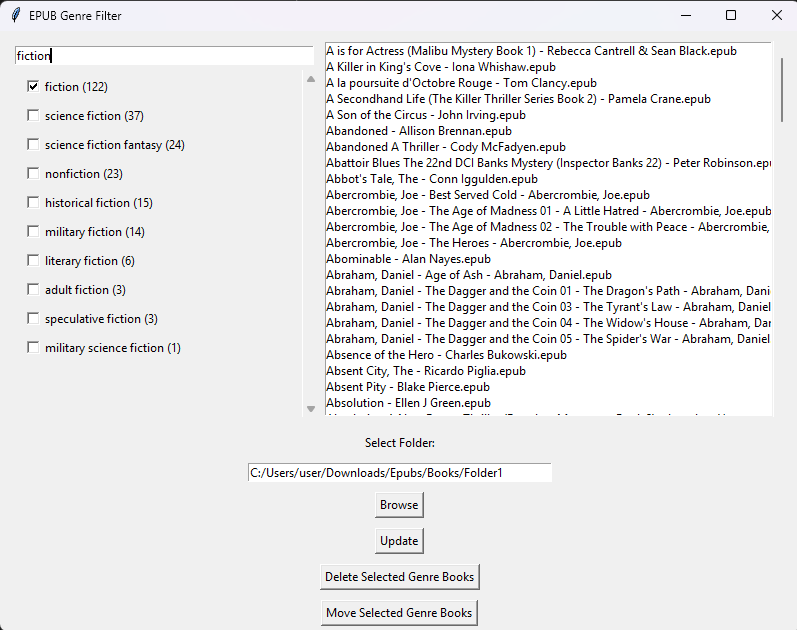 EPUB Genre Filter
fiction
fiction (122)
science fiction (37)
science fiction fantasy (24)
nonfiction (23)
historical fiction (15)
military fiction (14)
literary fiction (6)
adult fiction (3)
speculative fiction (3)
military science fiction (1)
A is for Actress (Malibu Mystery Book 1) - Rebecca Cantrell & Sean Black.epub
A Killer in King's Cove - Iona Whishaw.epub
A la poursuite d'Octobre Rouge - Tom Clancy.epub
A Secondhand Life (The Killer Thriller Series Book 2) - Pamela Crane.epub
A Son of the Circus - John Irving.epub
Abandoned - Allison Brennan.epub
Abandoned A Thriller - Cody McFadyen.epub
Abattoir Blues The 22nd DCI Banks Mystery (Inspector Banks 22) - Peter Robinson.epu
Abbot's Tale, The - Conn Iggulden.epub
Abercrombie, Joe - Best Served Cold - Abercrombie, Joe.epub
Abercrombie, Joe - The Age of Madness 01 - A Little Hatred - Abercrombie, Joe.epub
Abercrombie, Joe - The Age of Madness 02 - The Trouble with Peace - Abercrombie,
Abercrombie, Joe - The Heroes - Abercrombie, Joe.epub
Abominable - Alan Nayes.epub
Abraham, Daniel - Age of Ash - Abraham, Daniel.epub
Abraham, Daniel - The Dagger and the Coin 01 - The Dragon's Path - Abraham, Dani
Abraham, Daniel - The Dagger and the Coin 03 - The Tyrant's Law - Abraham, Daniel
Abraham, Daniel - The Dagger and the Coin 04 - The Widow's House - Abraham, Dar
Abraham, Daniel - The Dagger and the Coin 05 - The Spider's War - Abraham, Daniel
Absence of the Hero - Charles Bukowski.epub
Absent City, The - Ricardo Piglia.epub
Absent Pity - Blake Pierce.epub
Absolution - Ellen J Green.epub
Select Folder:
C:/Users/user/Downloads/Epubs/Books/Folder1
Browse
Update
Delete Selected Genre Books
Move Selected Genre Books